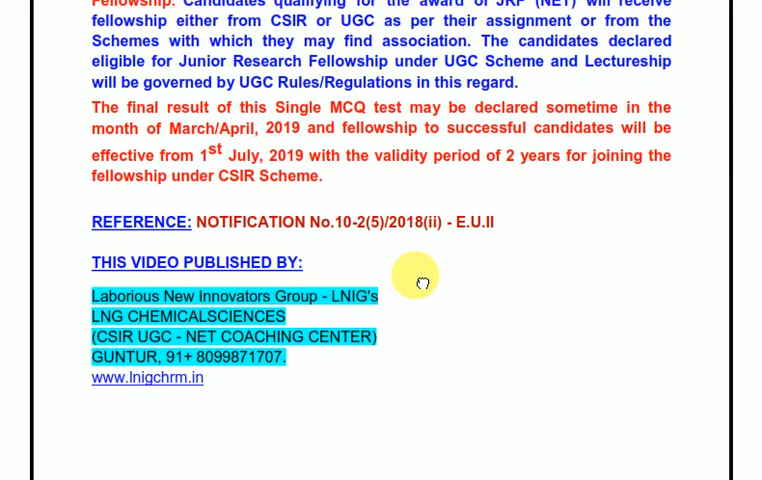 Fellowship. Candidates qualifying for the award of JRF (NET) will receive
fellowship either from CSIR or UGC as per their assignment or from the
Schemes with which they may find association. The candidates declared
eligible for Junior Research Fellowship under UGC Scheme and Lectureship
will be governed by UGC Rules/Regulations in this regard.
The final result of this Single MCQ test may be declared sometime in the
month of March/April, 2019 and fellowship to successful candidates will be
effective from 1st July, 2019 with the validity period of 2 years for joining the
fellowship under CSIR Scheme.
REFERENCE: NOTIFICATION No.10-2(5)/2018(ii) - E.U.II
THIS VIDEO PUBLISHED BY:
Laborious New Innovators Group - LNIG's
LNG CHEMICALSCIENCES
(CSIR UGC - NET COACHING CENTER)
GUNTUR, 91+ 8099871707.
www.lnigchrm.in